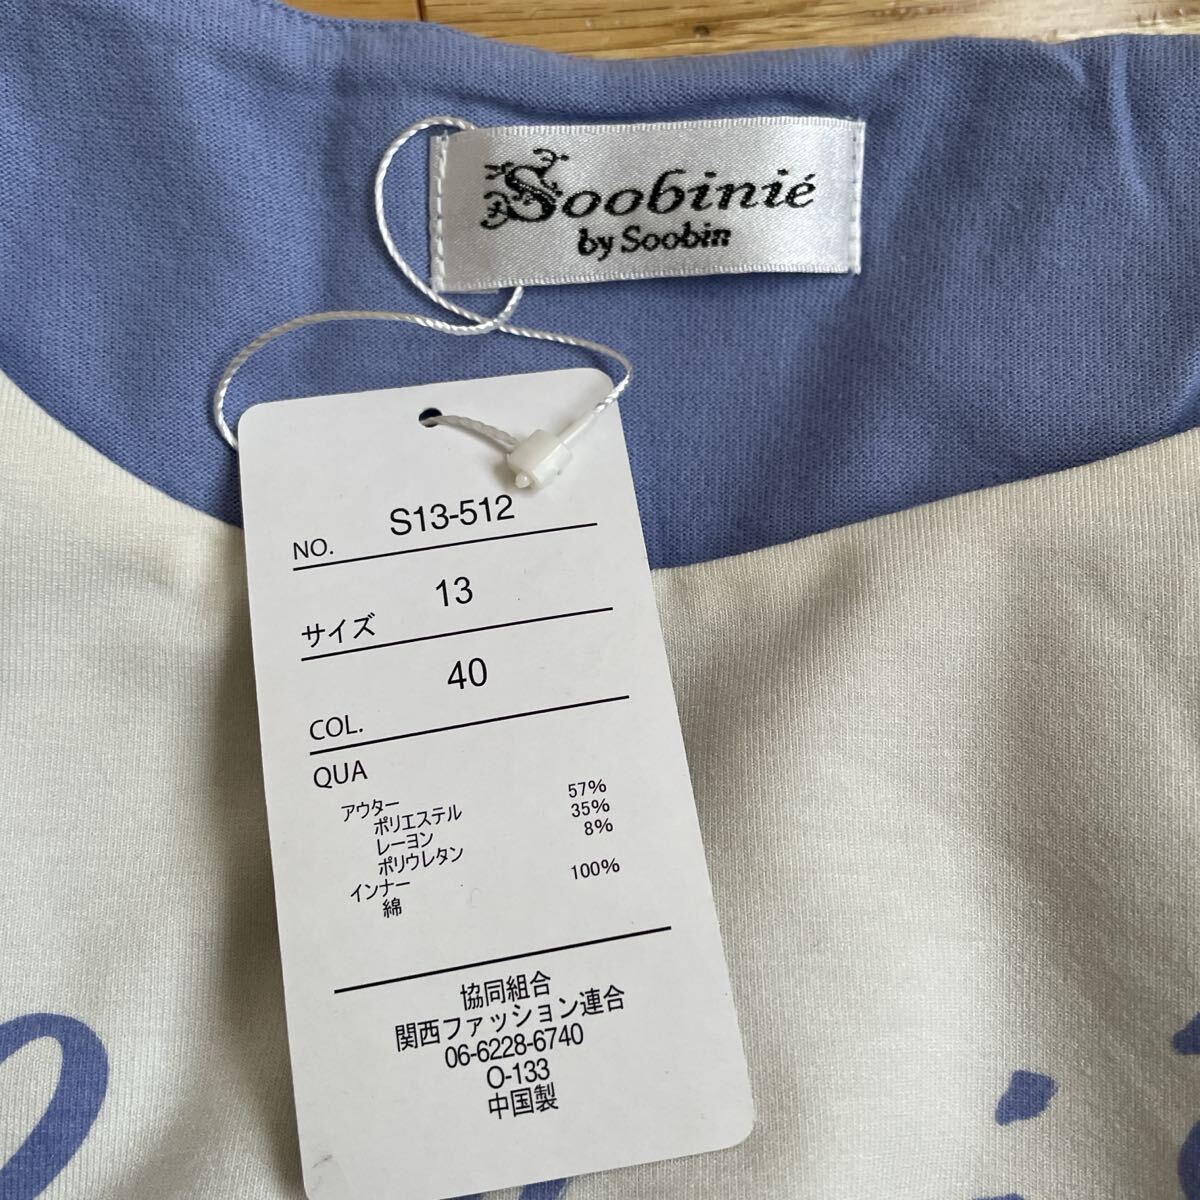 Soobinié
by Soobin
NO. S13-512
サイズ 13
COL. 40
QUA
アウター
ポリエステル 57%
レーヨン 35%
ポリウレタン 8%
インナー
綿 100%
協同組合
関西ファッション連合
06-6228-6740
O-133
中国製